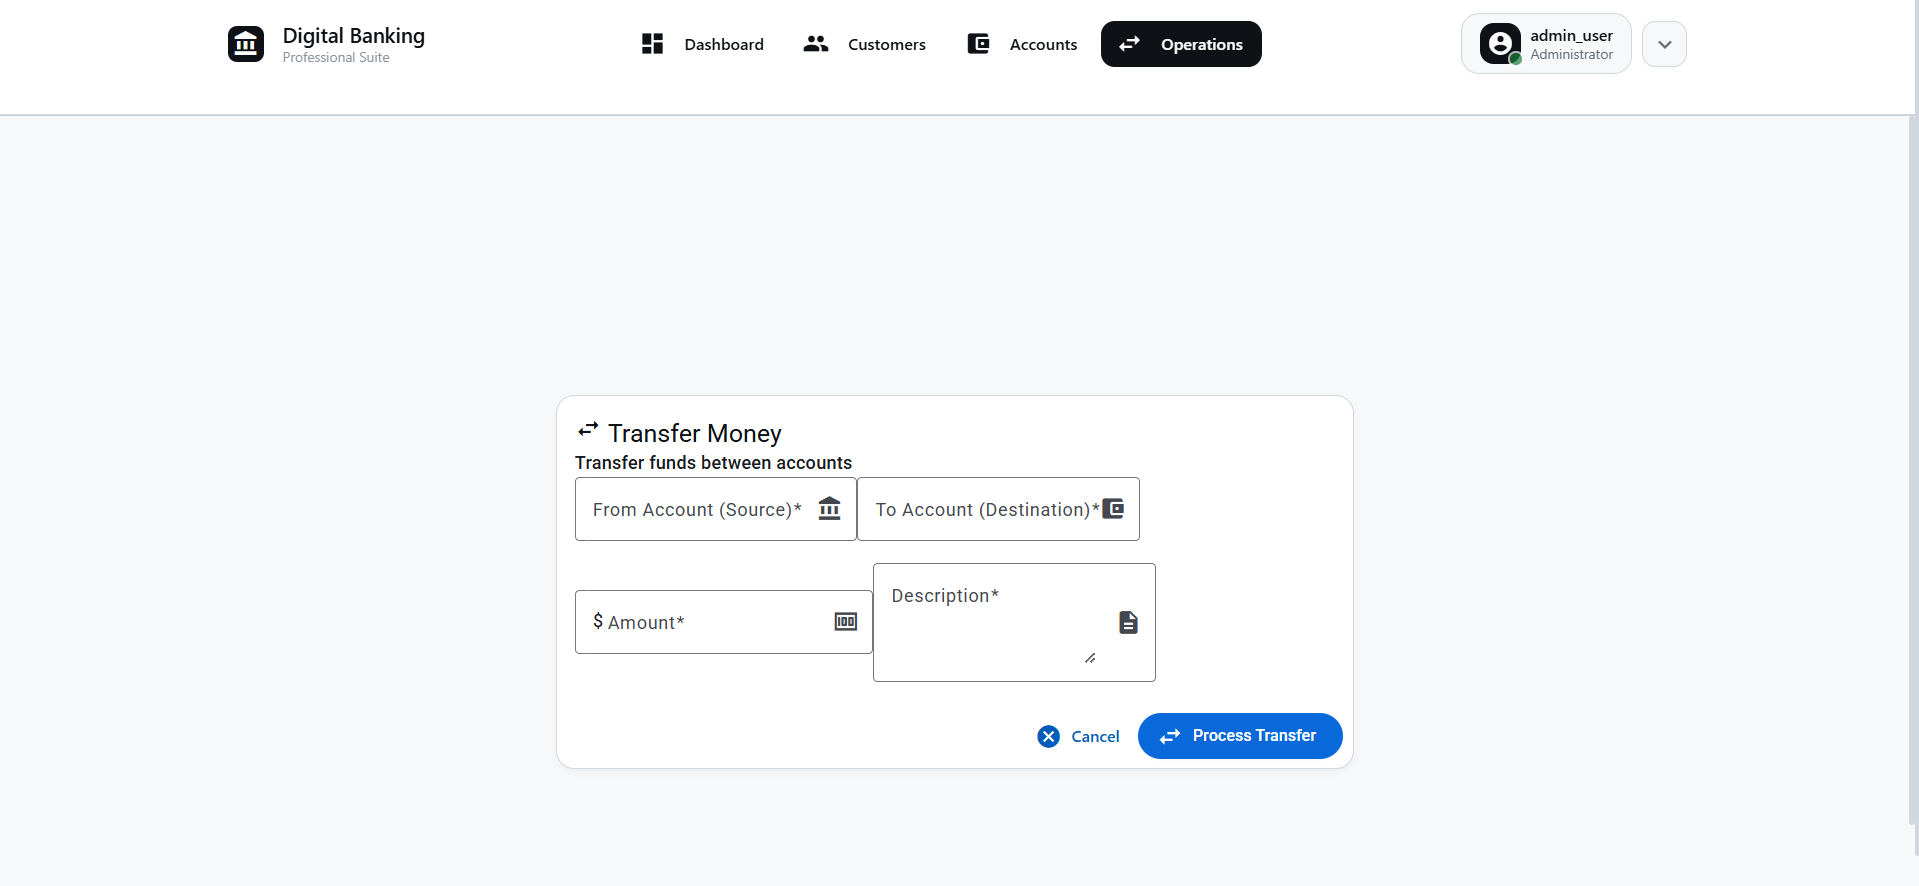 Digital Banking
Professional Suite
Dashboard
Customers
Accounts
Operations
admin_user
Administrator
Transfer Money
Transfer funds between accounts
From Account (Source)*
To Account (Destination)*
$ Amount*
Description*
Cancel
Process Transfer